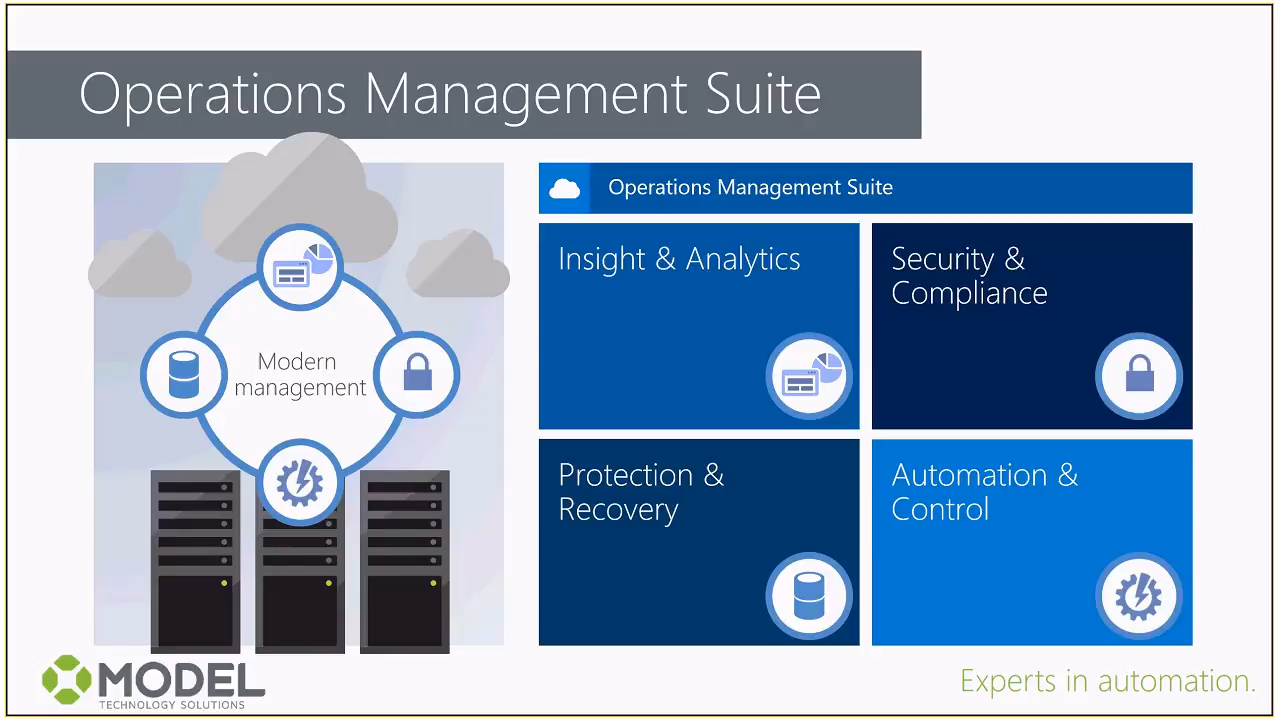 Operations Management Suite
Modern
management
Operations Management Suite
Insight & Analytics
Security &
Compliance
Protection &
Recovery
Automation &
Control
MODEL
TECHNOLOGY SOLUTIONS
Experts in automation.